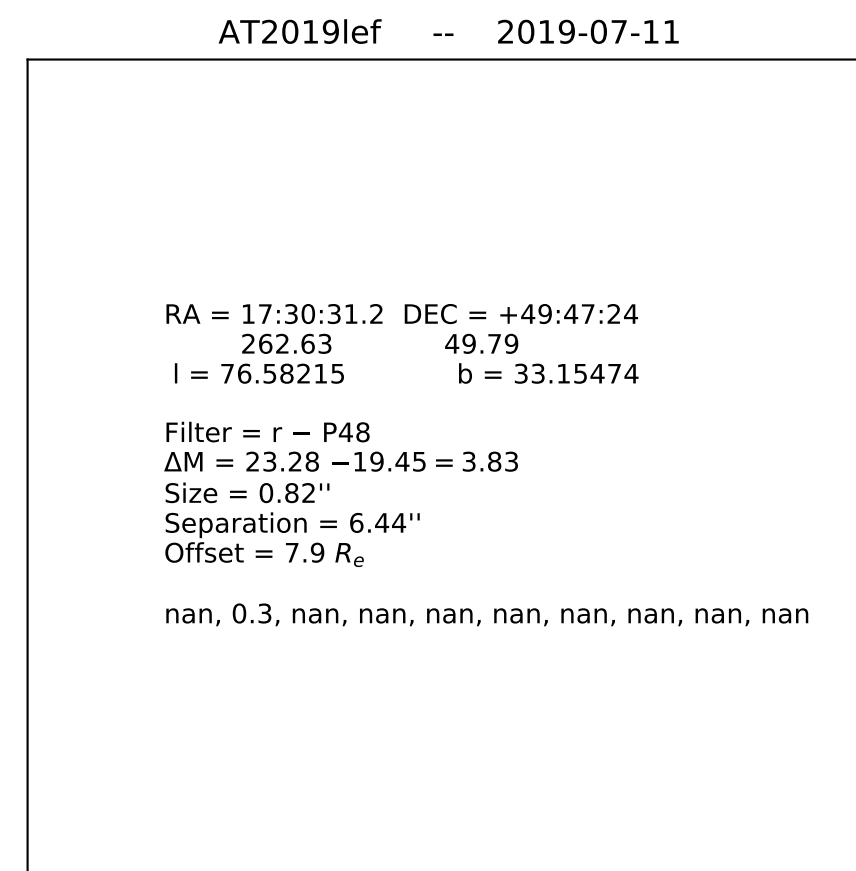 AT2019lef -- 2019-07-11
RA = 17:30:31.2 DEC = +49:47:24
262.63 49.79
l = 76.58215 b = 33.15474
Filter = r − P48
ΔM = 23.28 −19.45 = 3.83
Size = 0.82''
Separation = 6.44''
Offset = 7.9 Rₑ
nan, 0.3, nan, nan, nan, nan, nan, nan, nan, nan